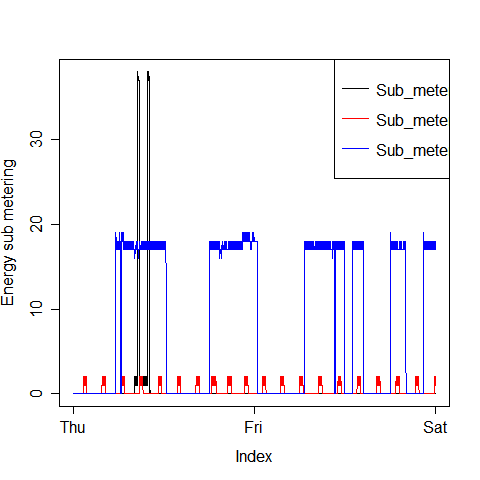 Sub_mete
Sub_mete
Sub_mete
Energy sub metering
0
10
20
30
Thu
Fri
Sat
Index